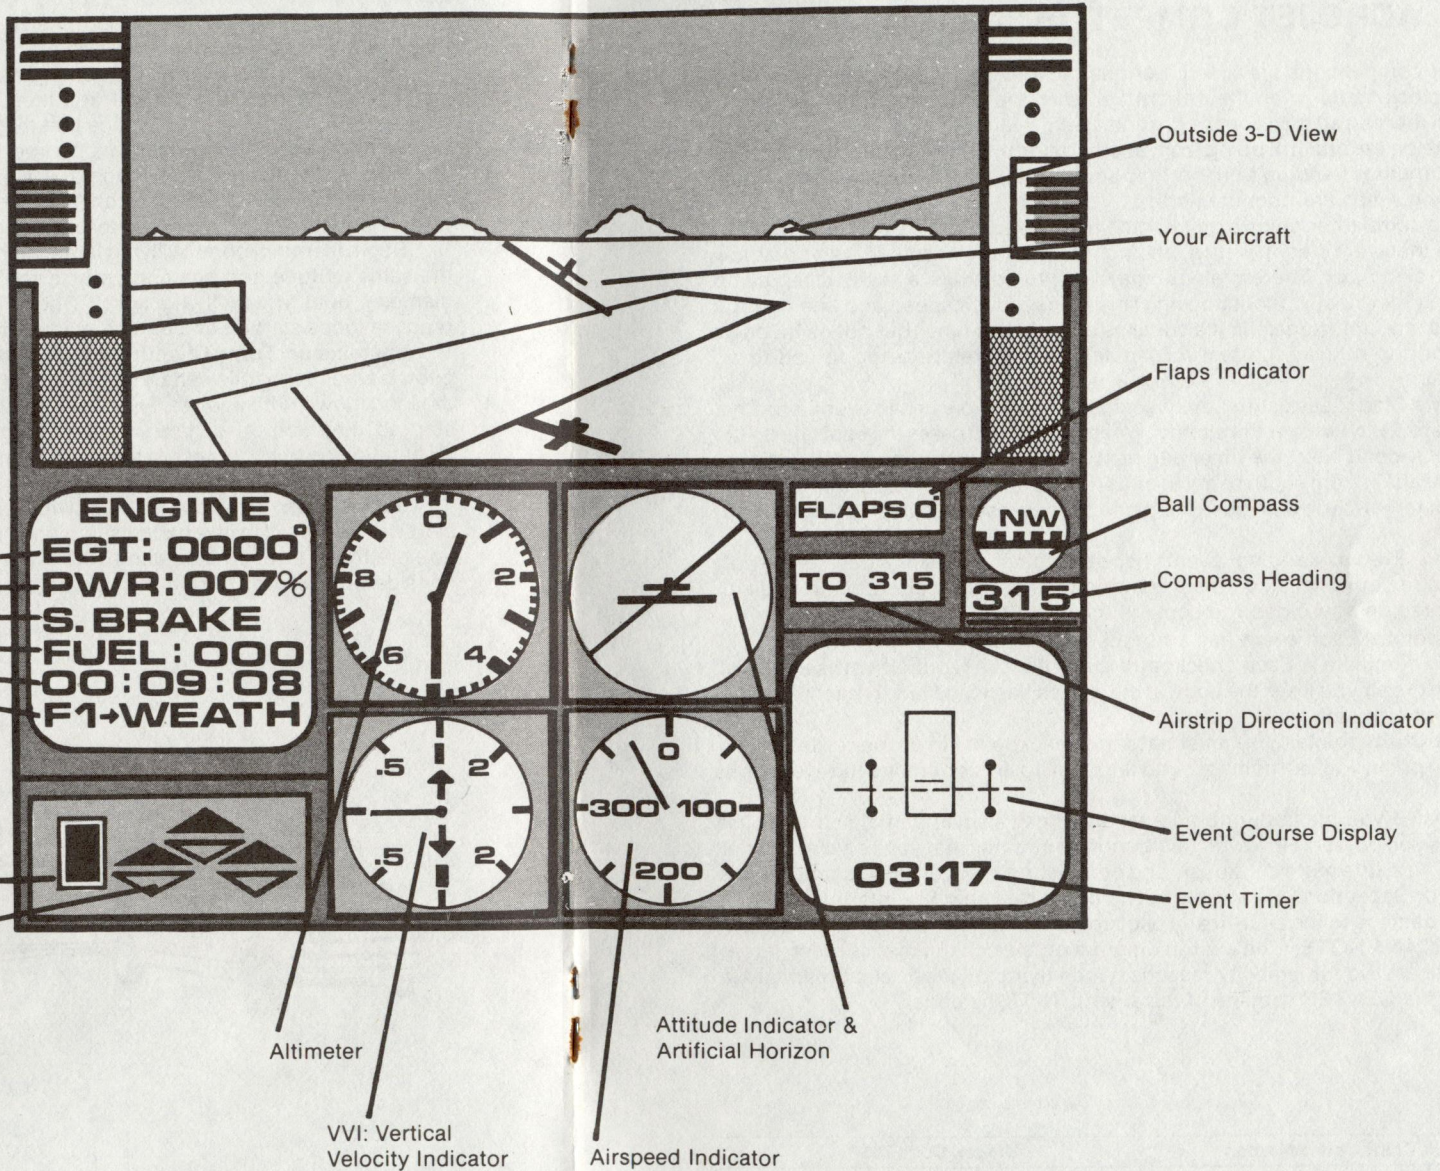 Outside 3-D View
Your Aircraft
Flaps Indicator
Ball Compass
Compass Heading
Airstrip Direction Indicator
Event Course Display
Event Timer
ENGINE
EGT: 0000°
PWR: 007%
S. BRAKE
FUEL: 000
00:09:08
F1→WEATH
0
8 2
6 4
FLAPS 0°
TO 315
NW
315
.5 2
.5 2
0
300 100
200
03:17
Altimeter
Attitude Indicator &
Artificial Horizon
VVI: Vertical
Velocity Indicator
Airspeed Indicator